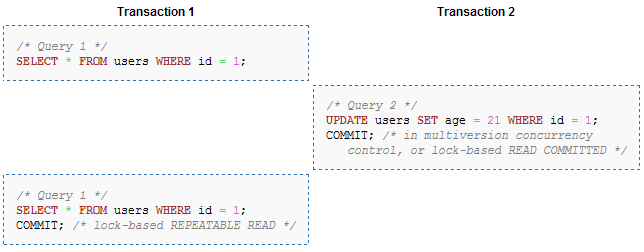 Transaction 1
Transaction 2
/* Query 1 */
SELECT * FROM users WHERE id = 1;
/* Query 2 */
UPDATE users SET age = 21 WHERE id = 1;
COMMIT; /* in multiversion concurrency
control, or lock-based READ COMMITTED */
/* Query 1 */
SELECT * FROM users WHERE id = 1;
COMMIT; /* lock-based REPEATABLE READ */